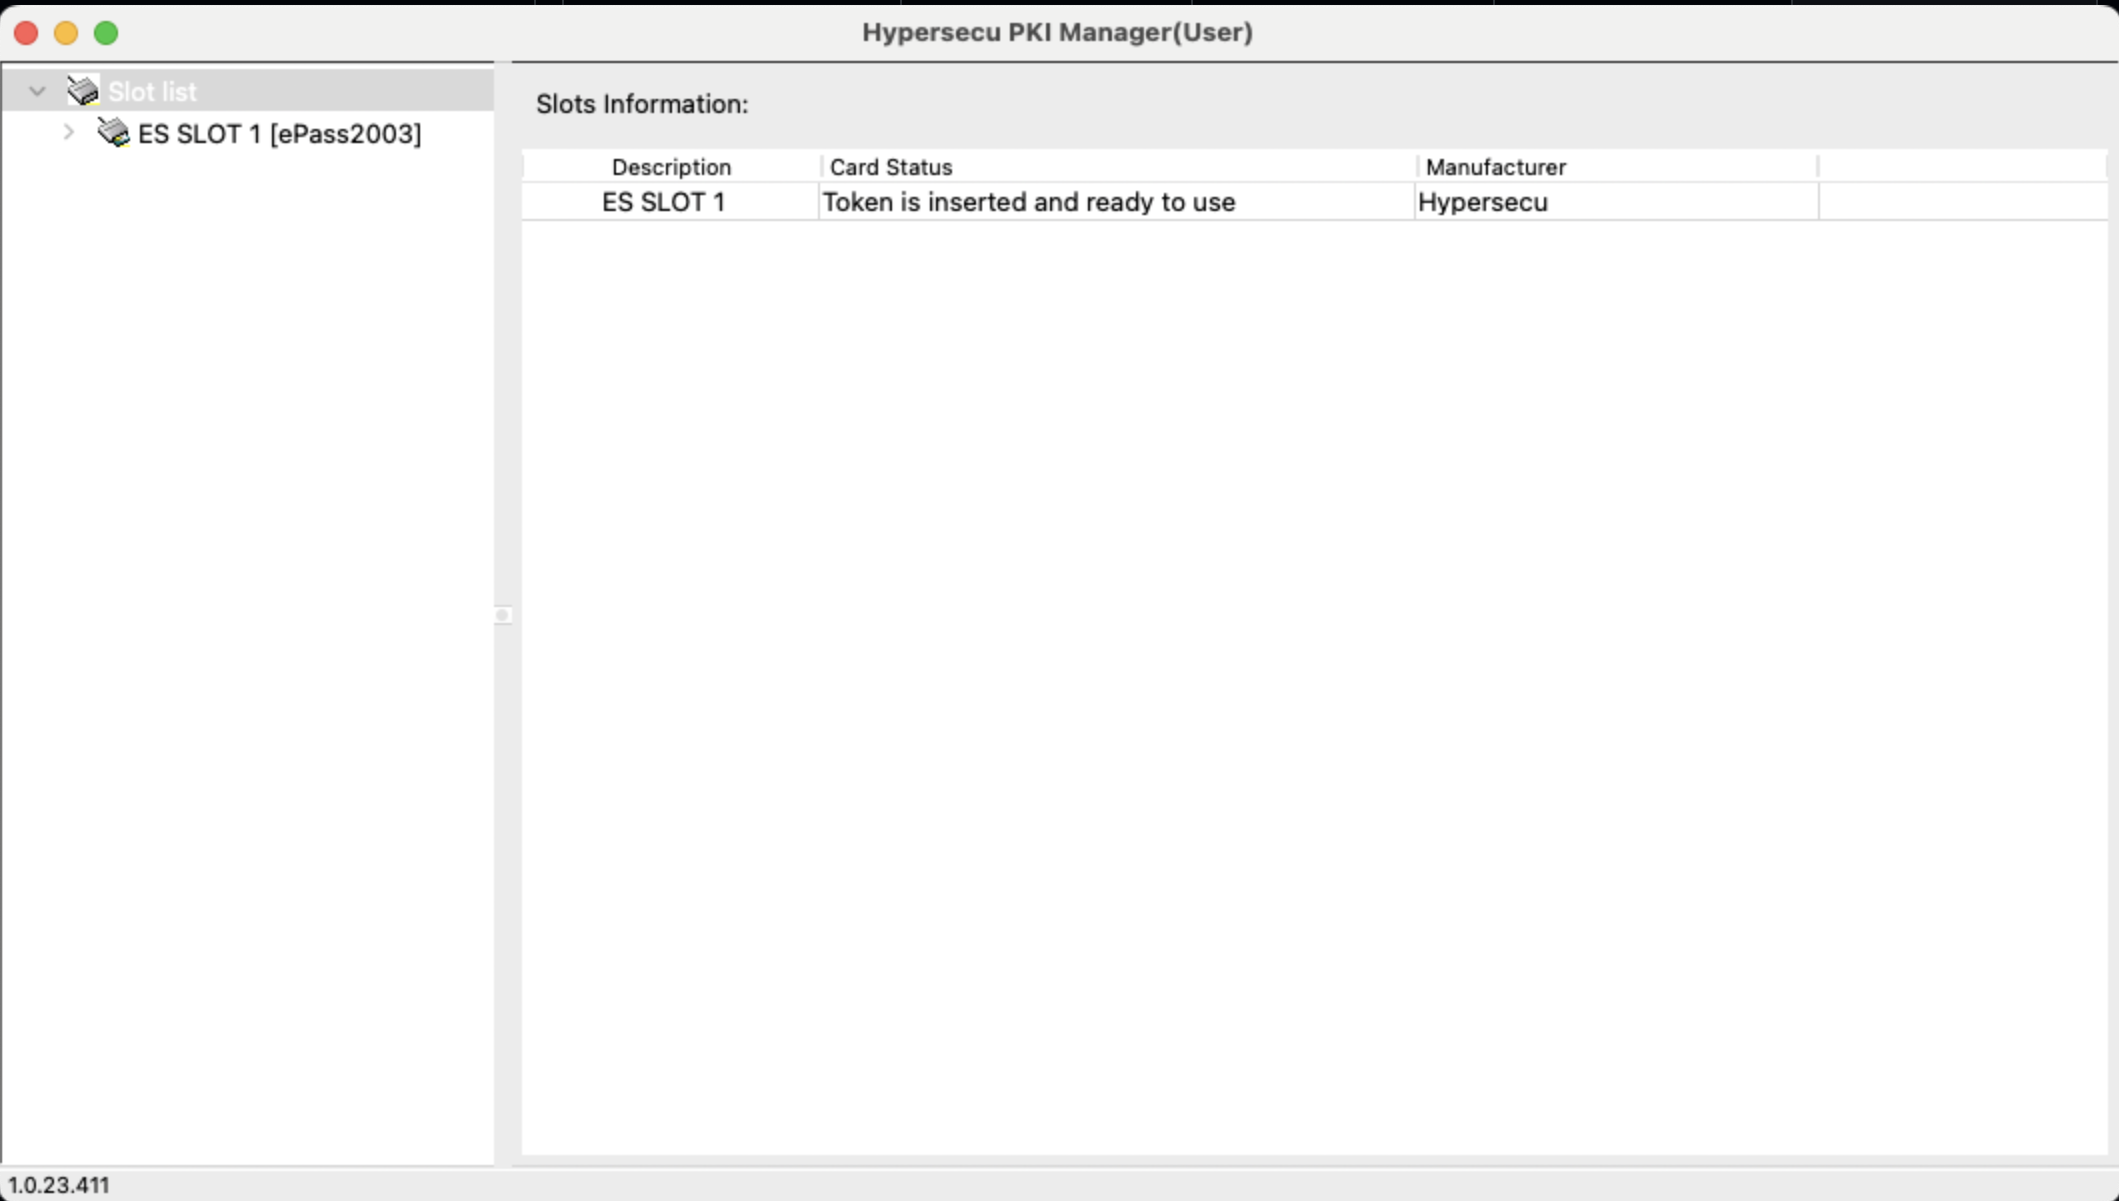 Hypersecu PKI Manager(User)
Slot list
ES SLOT 1 [ePass2003]
Slots Information:
Description Card Status Manufacturer
ES SLOT 1 Token is inserted and ready to use Hypersecu
1.0.23.411